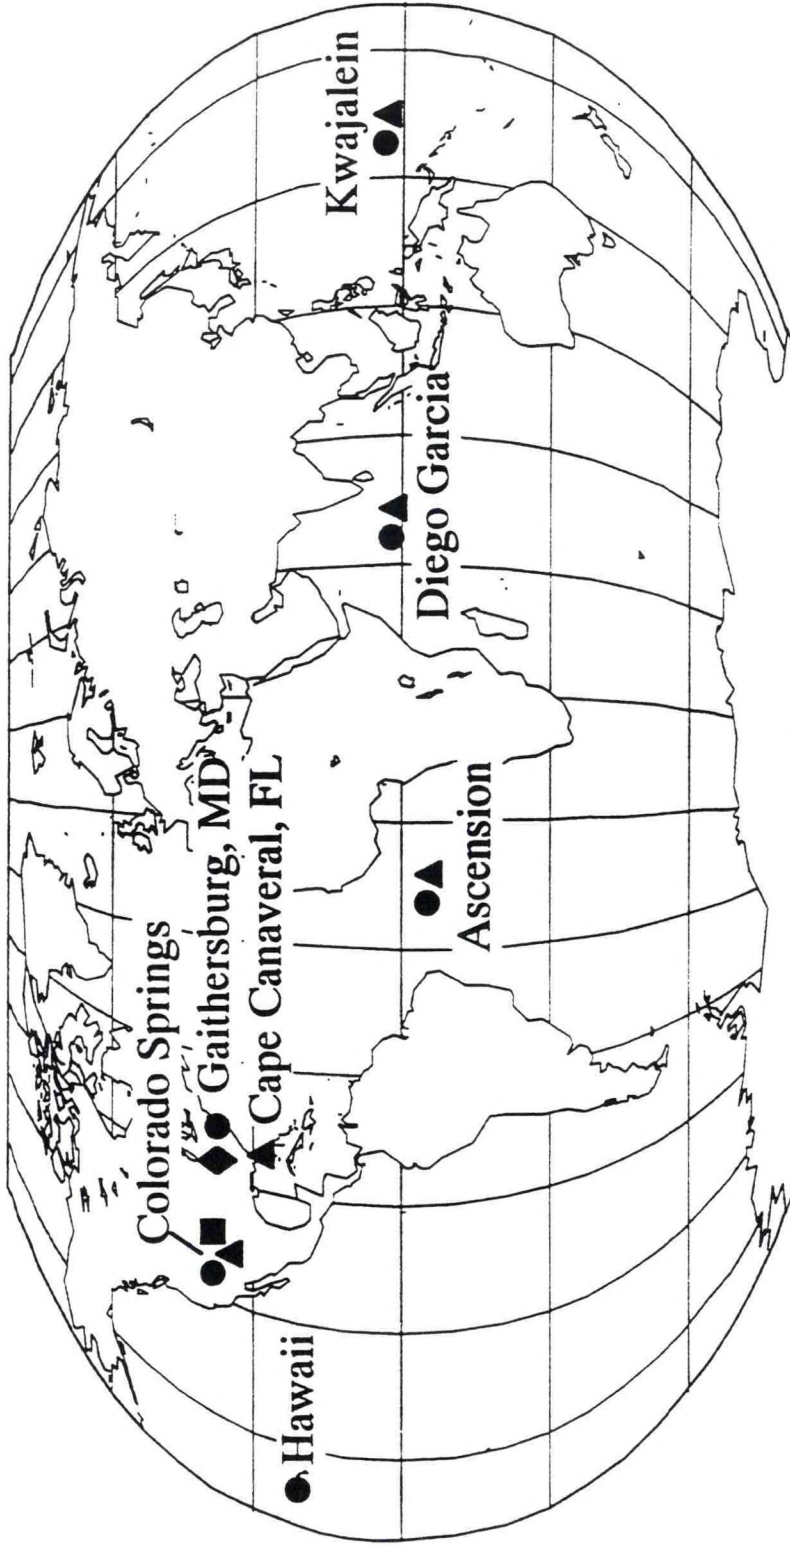 Colorado Springs
Gaithersburg, MD
Cape Canaveral, FL
Hawaii
Ascension
Diego Garcia
Kwajalein